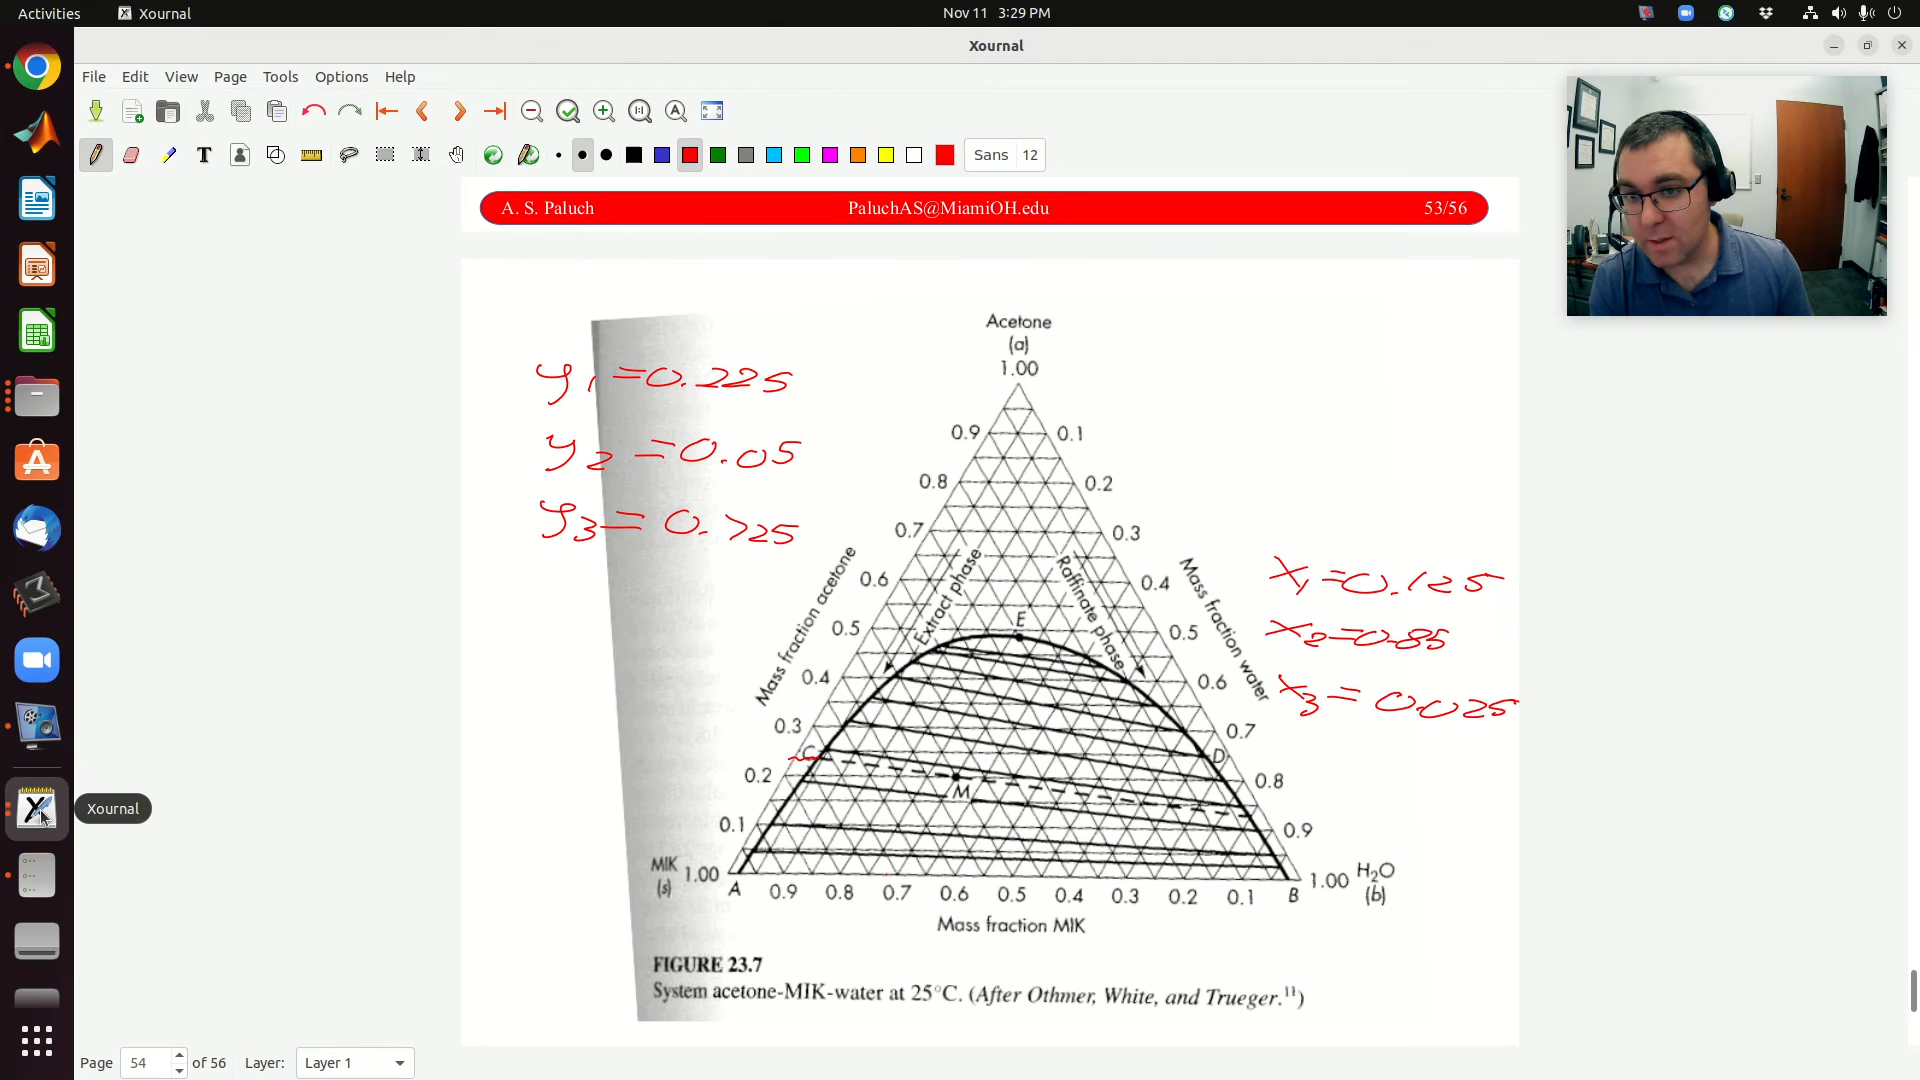 Activities
Xournal
Nov 11 3:29 PM
Xournal
File Edit View Page Tools Options Help
Sans 12
A. S. Paluch PaluchAS@MiamiOH.edu 53/56
Acetone
(a)
1.00
y1 = 0.225
y2 = 0.05
y3 = 0.725
x1 = 0.125
x2 = 0.85
x3 = 0.025
0.9 0.1
0.8 0.2
0.7 0.3
0.6 0.4
0.5 0.5
0.4 0.6
0.3 0.7
0.2 0.8
0.1 0.9
Mass fraction acetone
Extract phase
Raffinate phase
Mass fraction water
E
C
D
M
MIK
(s)
1.00
A 0.9 0.8 0.7 0.6 0.5 0.4 0.3 0.2 0.1 B
1.00 H2O
(b)
Mass fraction MIK
FIGURE 23.7
System acetone-MIK-water at 25°C. (After Othmer, White, and Trueger.11)
Xournal
Page 54 of 56 Layer: Layer 1